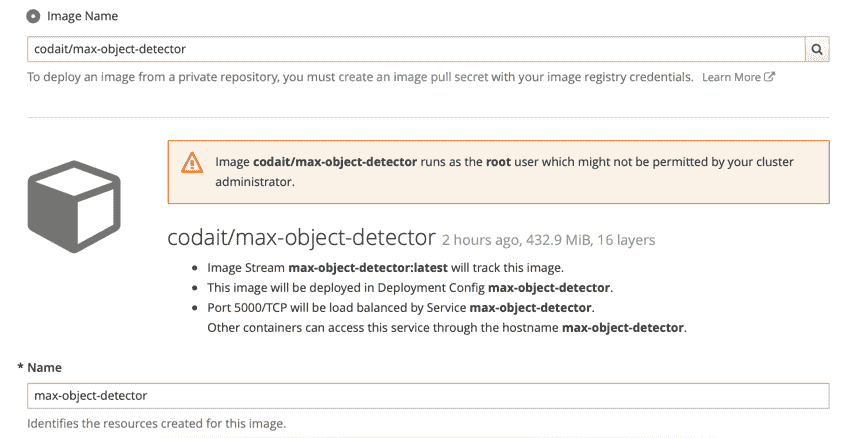 Image Name
codait/max-object-detector
To deploy an image from a private repository, you must create an image pull secret with your image registry credentials. Learn More
Image codait/max-object-detector runs as the root user which might not be permitted by your cluster
administrator.
codait/max-object-detector 2 hours ago, 432.9 MiB, 16 layers
• Image Stream max-object-detector:latest will track this image.
• This image will be deployed in Deployment Config max-object-detector.
• Port 5000/TCP will be load balanced by Service max-object-detector.
Other containers can access this service through the hostname max-object-detector.
* Name
max-object-detector
Identifies the resources created for this image.